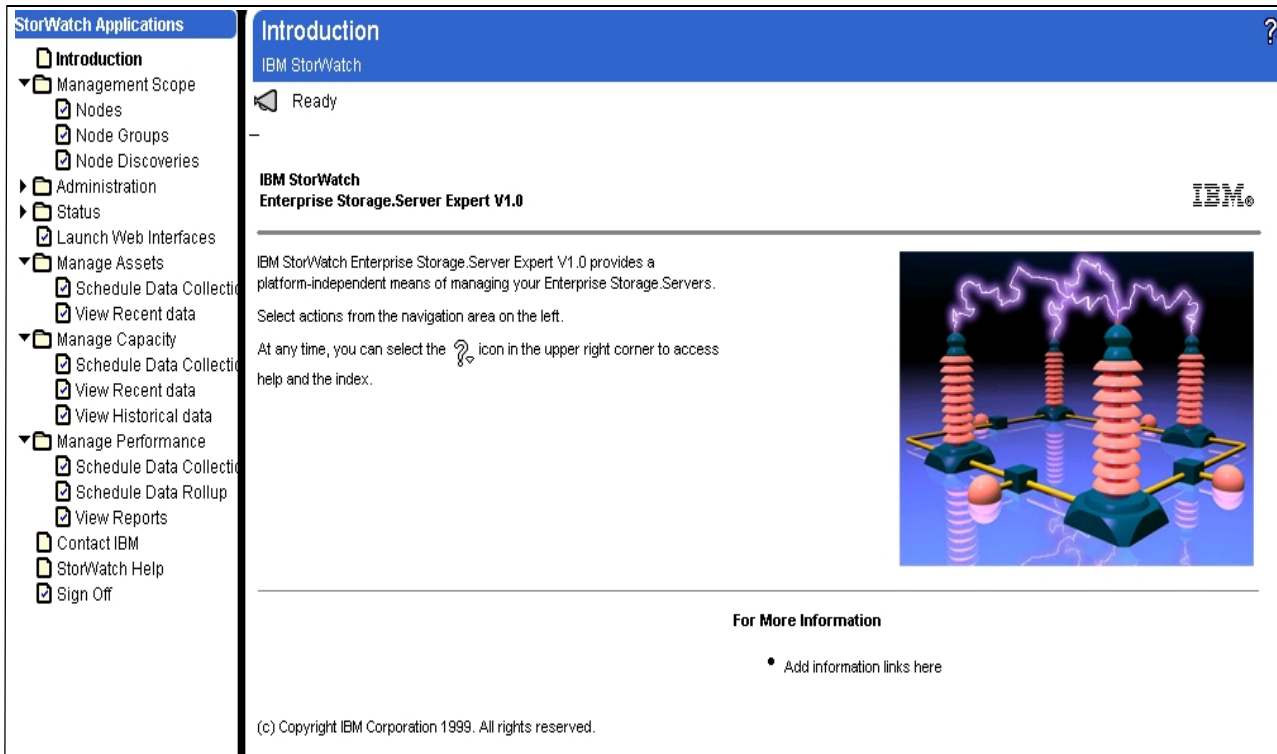 StorWatch Applications
Introduction
Management Scope
Nodes
Node Groups
Node Discoveries
Administration
Status
Launch Web Interfaces
Manage Assets
Schedule Data Collectio
View Recent data
Manage Capacity
Schedule Data Collectio
View Recent data
View Historical data
Manage Performance
Schedule Data Collectio
Schedule Data Rollup
View Reports
Contact IBM
StorWatch Help
Sign Off
Introduction
?
IBM StorWatch
Ready
IBM StorWatch
Enterprise Storage.Server Expert V1.0
IBM®
IBM StorWatch Enterprise Storage.Server Expert V1.0 provides a
platform-independent means of managing your Enterprise Storage.Servers.
Select actions from the navigation area on the left.
At any time, you can select the ? icon in the upper right corner to access
help and the index.
For More Information
• Add information links here
(c) Copyright IBM Corporation 1999. All rights reserved.